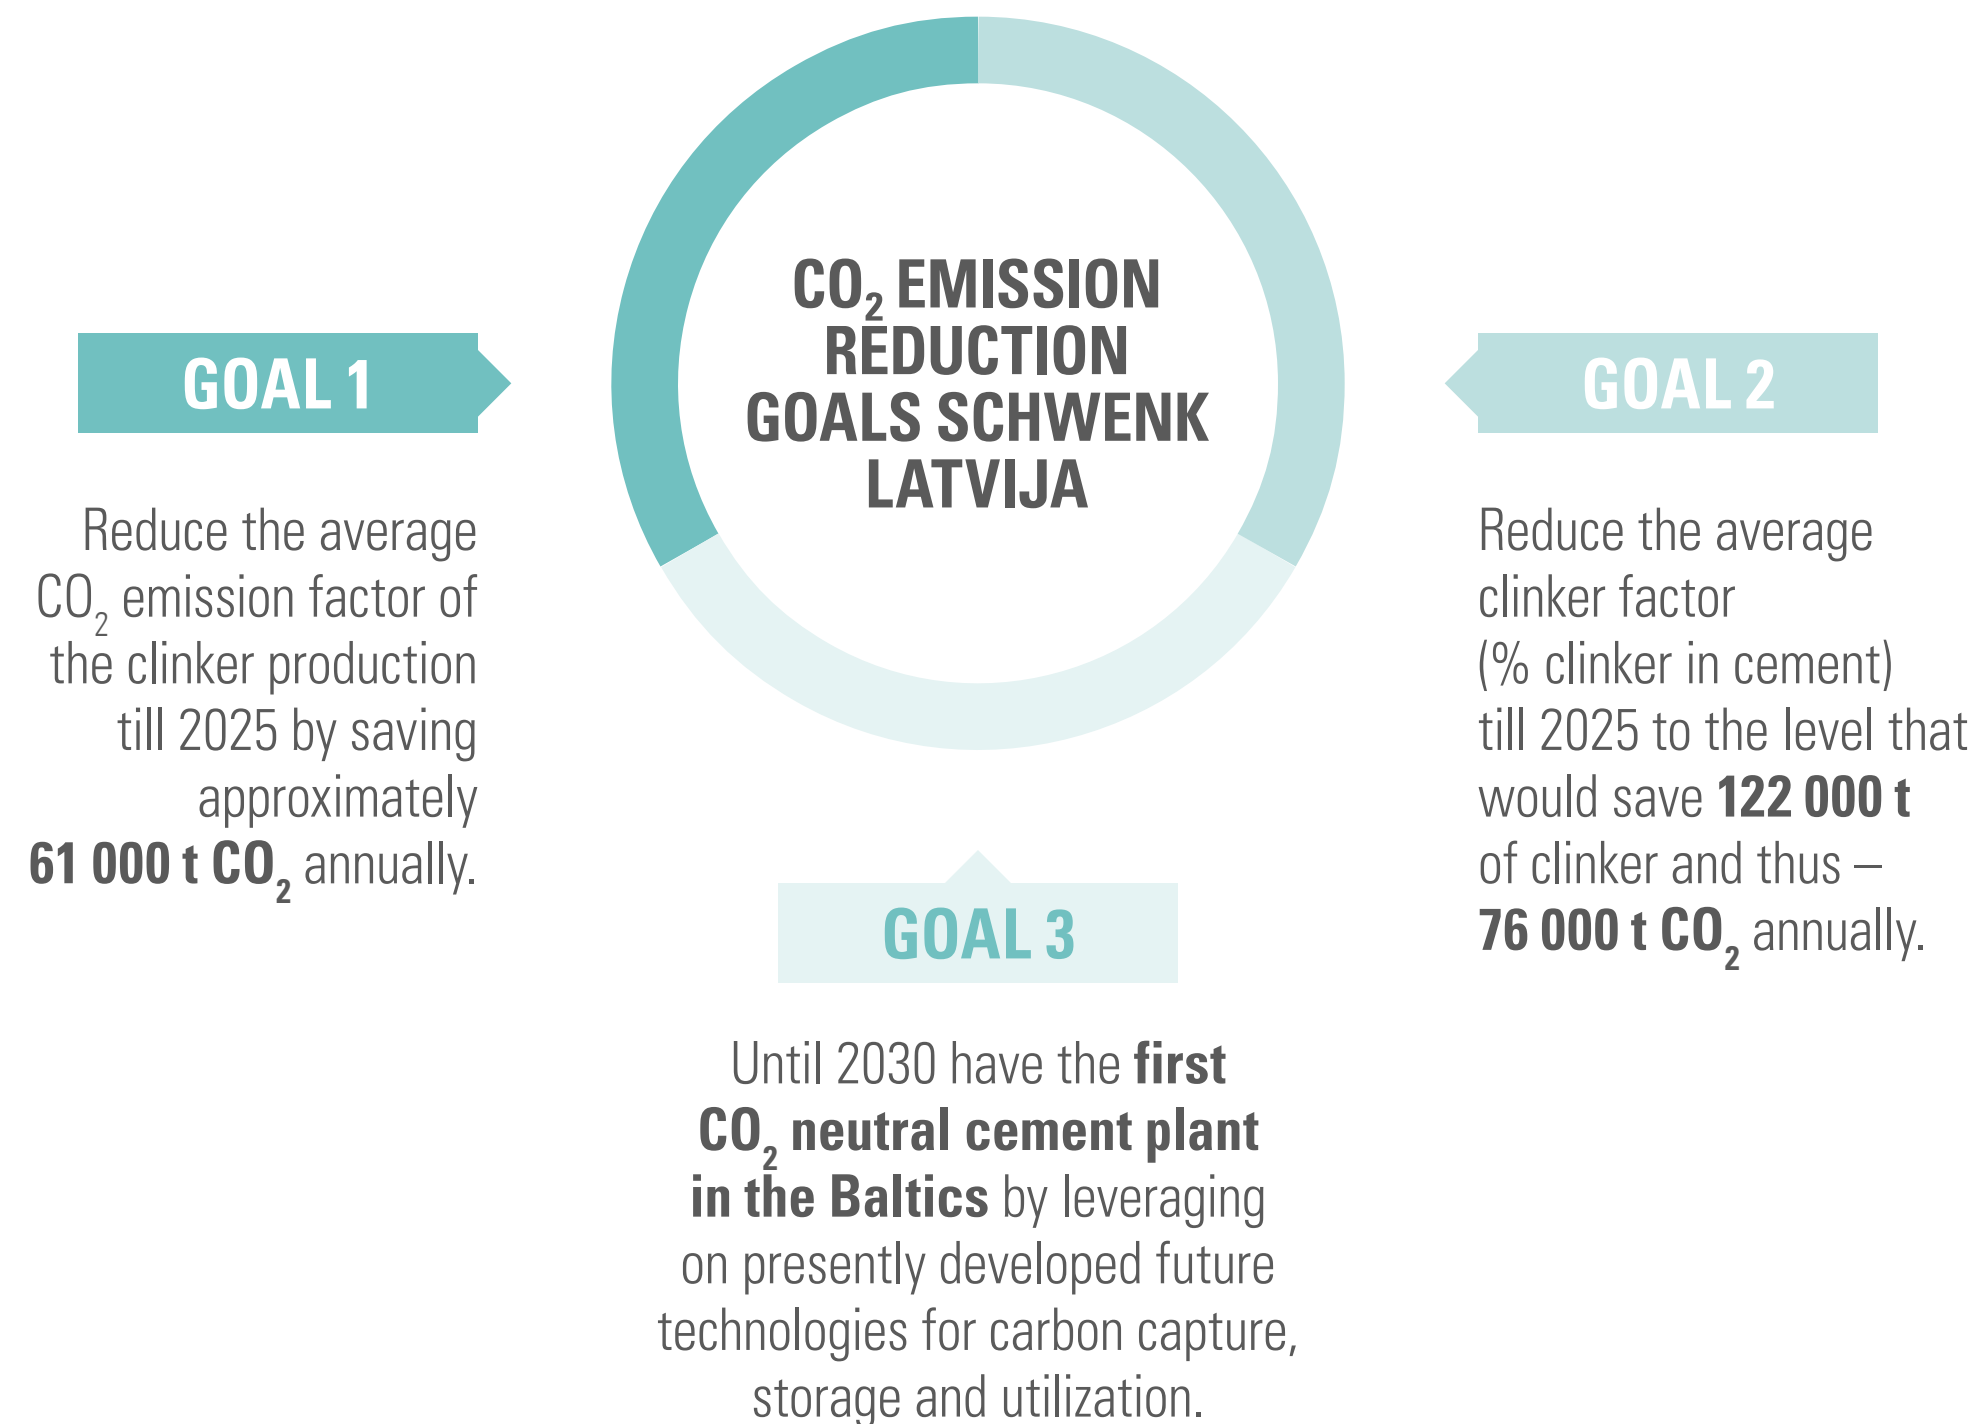 CO₂ EMISSION
REDUCTION
GOALS SCHWENK
LATVIJA
GOAL 1
Reduce the average
CO₂ emission factor of
the clinker production
till 2025 by saving
approximately
61 000 t CO₂ annually.
GOAL 2
Reduce the average
clinker factor
(% clinker in cement)
till 2025 to the level that
would save 122 000 t
of clinker and thus –
76 000 t CO₂ annually.
GOAL 3
Until 2030 have the first
CO₂ neutral cement plant
in the Baltics by leveraging
on presently developed future
technologies for carbon capture,
storage and utilization.